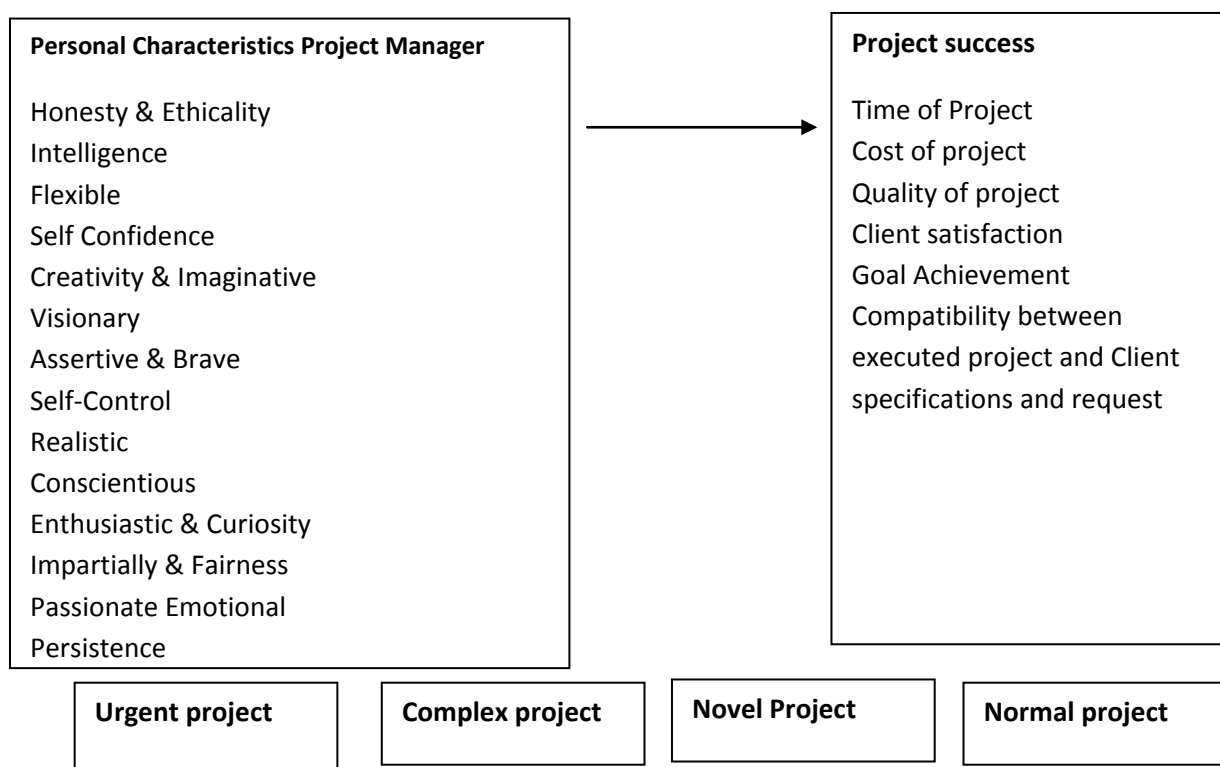 Personal Characteristics Project Manager
Honesty & Ethicality
Intelligence
Flexible
Self Confidence
Creativity & Imaginative
Visionary
Assertive & Brave
Self-Control
Realistic
Conscientious
Enthusiastic & Curiosity
Impartially & Fairness
Passionate Emotional
Persistence
Project success
Time of Project
Cost of project
Quality of project
Client satisfaction
Goal Achievement
Compatibility between
executed project and Client
specifications and request
Urgent project
Complex project
Novel Project
Normal project